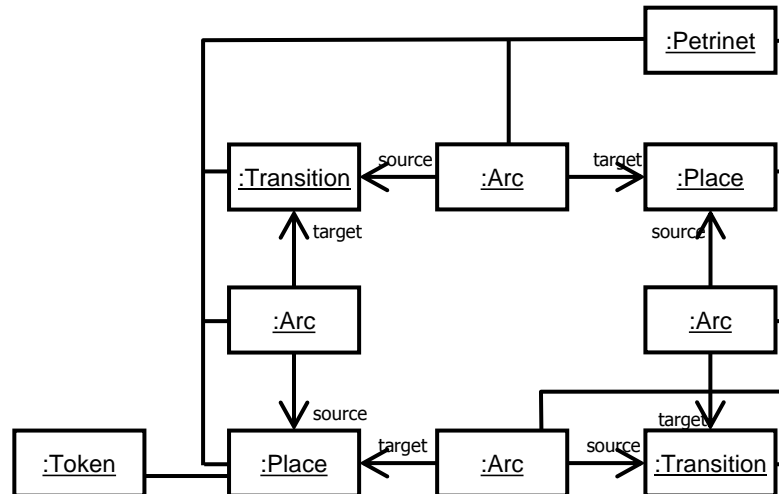 :Petrinet
source
target
:Transition
:Arc
:Place
target
source
:Arc
:Arc
source
target
target
source
:Token
:Place
:Arc
:Transition